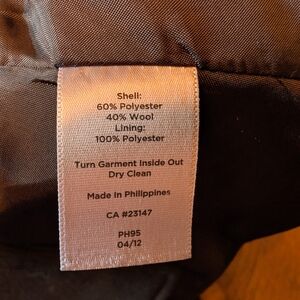 Shell:
60% Polyester
40% Wool
Lining:
100% Polyester
Turn Garment Inside Out
Dry Clean
Made in Philippines
CA #23147
PH95
04/12